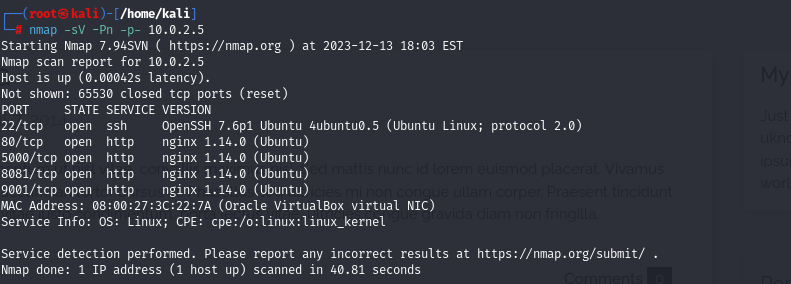 ┌──(root㉿kali)-[/home/kali]
└─# nmap -sV -Pn -p- 10.0.2.5
Starting Nmap 7.94SVN ( https://nmap.org ) at 2023-12-13 18:03 EST
Nmap scan report for 10.0.2.5
Host is up (0.00042s latency).
Not shown: 65530 closed tcp ports (reset)
PORT     STATE SERVICE VERSION
22/tcp   open  ssh     OpenSSH 7.6p1 Ubuntu 4ubuntu0.5 (Ubuntu Linux; protocol 2.0)
80/tcp   open  http    nginx 1.14.0 (Ubuntu)
5000/tcp open  http    nginx 1.14.0 (Ubuntu)
8081/tcp open  http    nginx 1.14.0 (Ubuntu)
9001/tcp open  http    nginx 1.14.0 (Ubuntu)
MAC Address: 08:00:27:3C:22:7A (Oracle VirtualBox virtual NIC)
Service Info: OS: Linux; CPE: cpe:/o:linux:linux_kernel
Service detection performed. Please report any incorrect results at https://nmap.org/submit/ .
Nmap done: 1 IP address (1 host up) scanned in 40.81 seconds
My
Just
ipsu
wor
mattis nunc id lorem euismod placerat. Vivamus
mi non congue ullam corper. Praesent tincidunt
congue gravida diam non fringilla.
Comments 0